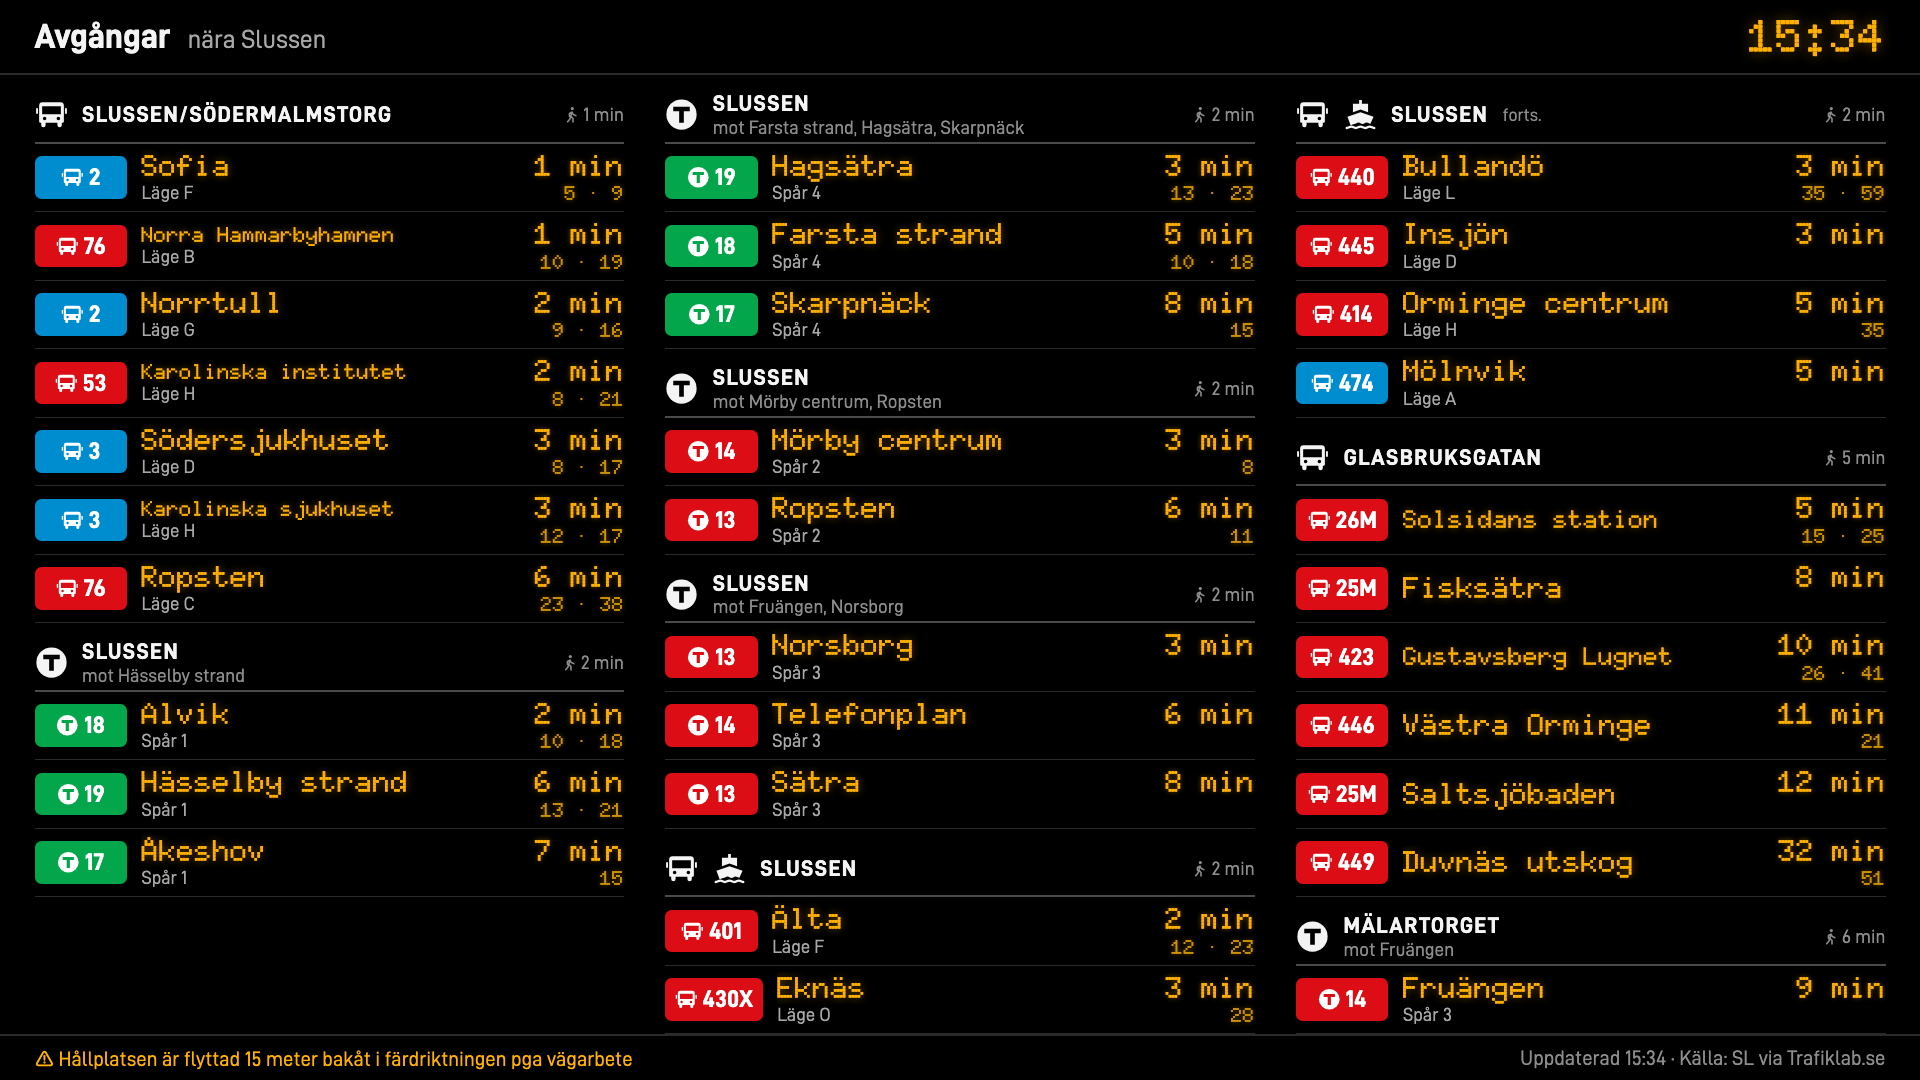 Avgångar nära Slussen
15:34
SLUSSEN/SÖDERMALMSTORG 1 min
2 Sofia 1 min
Läge F 5 · 9
76 Norra Hammarbyhamnen 1 min
Läge B 10 · 19
2 Norrtull 2 min
Läge G 9 · 16
53 Karolinska institutet 2 min
Läge H 8 · 21
3 Södersjukhuset 3 min
Läge D 8 · 17
3 Karolinska sjukhuset 3 min
Läge H 12 · 17
76 Ropsten 6 min
Läge C 23 · 38
T SLUSSEN 2 min
mot Hässelby strand
T 18 Alvik 2 min
Spår 1 10 · 18
T 19 Hässelby strand 6 min
Spår 1 13 · 21
T 17 Åkeshov 7 min
Spår 1 15
T SLUSSEN 2 min
mot Farsta strand, Hagsätra, Skarpnäck
T 19 Hagsätra 3 min
Spår 4 13 · 23
T 18 Farsta strand 5 min
Spår 4 10 · 18
T 17 Skarpnäck 8 min
Spår 4 15
T SLUSSEN 2 min
mot Mörby centrum, Ropsten
T 14 Mörby centrum 3 min
Spår 2 8
T 13 Ropsten 6 min
Spår 2 11
T SLUSSEN 2 min
mot Fruängen, Norsborg
T 13 Norsborg 3 min
Spår 3
T 14 Telefonplan 6 min
Spår 3
T 13 Sätra 8 min
Spår 3
SLUSSEN 2 min
401 Älta 2 min
Läge F 12 · 23
430X Eknäs 3 min
Läge O 28
SLUSSEN forts. 2 min
440 Bullandö 3 min
Läge L 35 · 59
445 Insjön 3 min
Läge D
414 Orminge centrum 5 min
Läge H 35
474 Mölnvik 5 min
Läge A
GLASBRUKSGATAN 5 min
26M Solsidans station 5 min
15 · 25
25M Fisksätra 8 min
423 Gustavsberg Lugnet 10 min
26 · 41
446 Västra Orminge 11 min
21
25M Saltsjöbaden 12 min
449 Duvnäs utskog 32 min
51
T MÄLARTORGET 6 min
mot Fruängen
T 14 Fruängen 9 min
Spår 3
Hållplatsen är flyttad 15 meter bakåt i färdriktningen pga vägarbete
Uppdaterad 15:34 · Källa: SL via Trafiklab.se